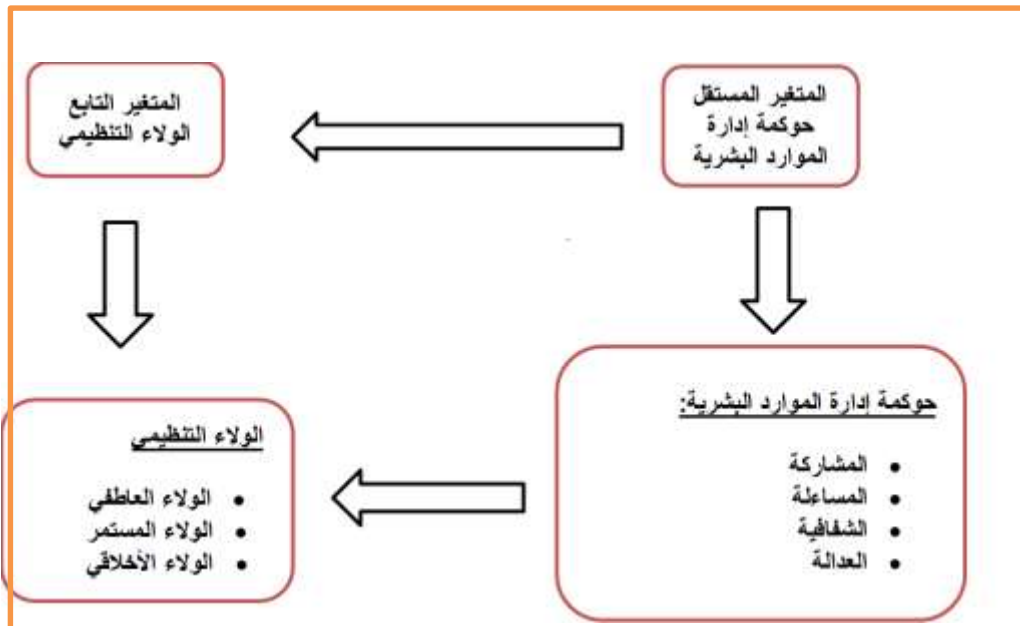 المتغير المستقل
حوكمة إدارة
الموارد البشرية
المتغير التابع
الولاء التنظيمي
حوكمة إدارة الموارد البشرية:
• المشاركة
• المساءلة
• الشفافية
• العدالة
الولاء التنظيمي
• الولاء العاطفي
• الولاء المستمر
• الولاء الأخلاقي